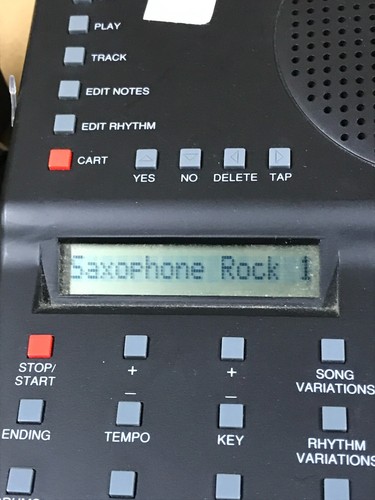 PLAY
TRACK
EDIT NOTES
EDIT RHYTHM
CART
YES NO DELETE TAP
Saxophone Rock 1
STOP/ + + SONG
START VARIATIONS
− −
ENDING TEMPO KEY RHYTHM
VARIATIONS